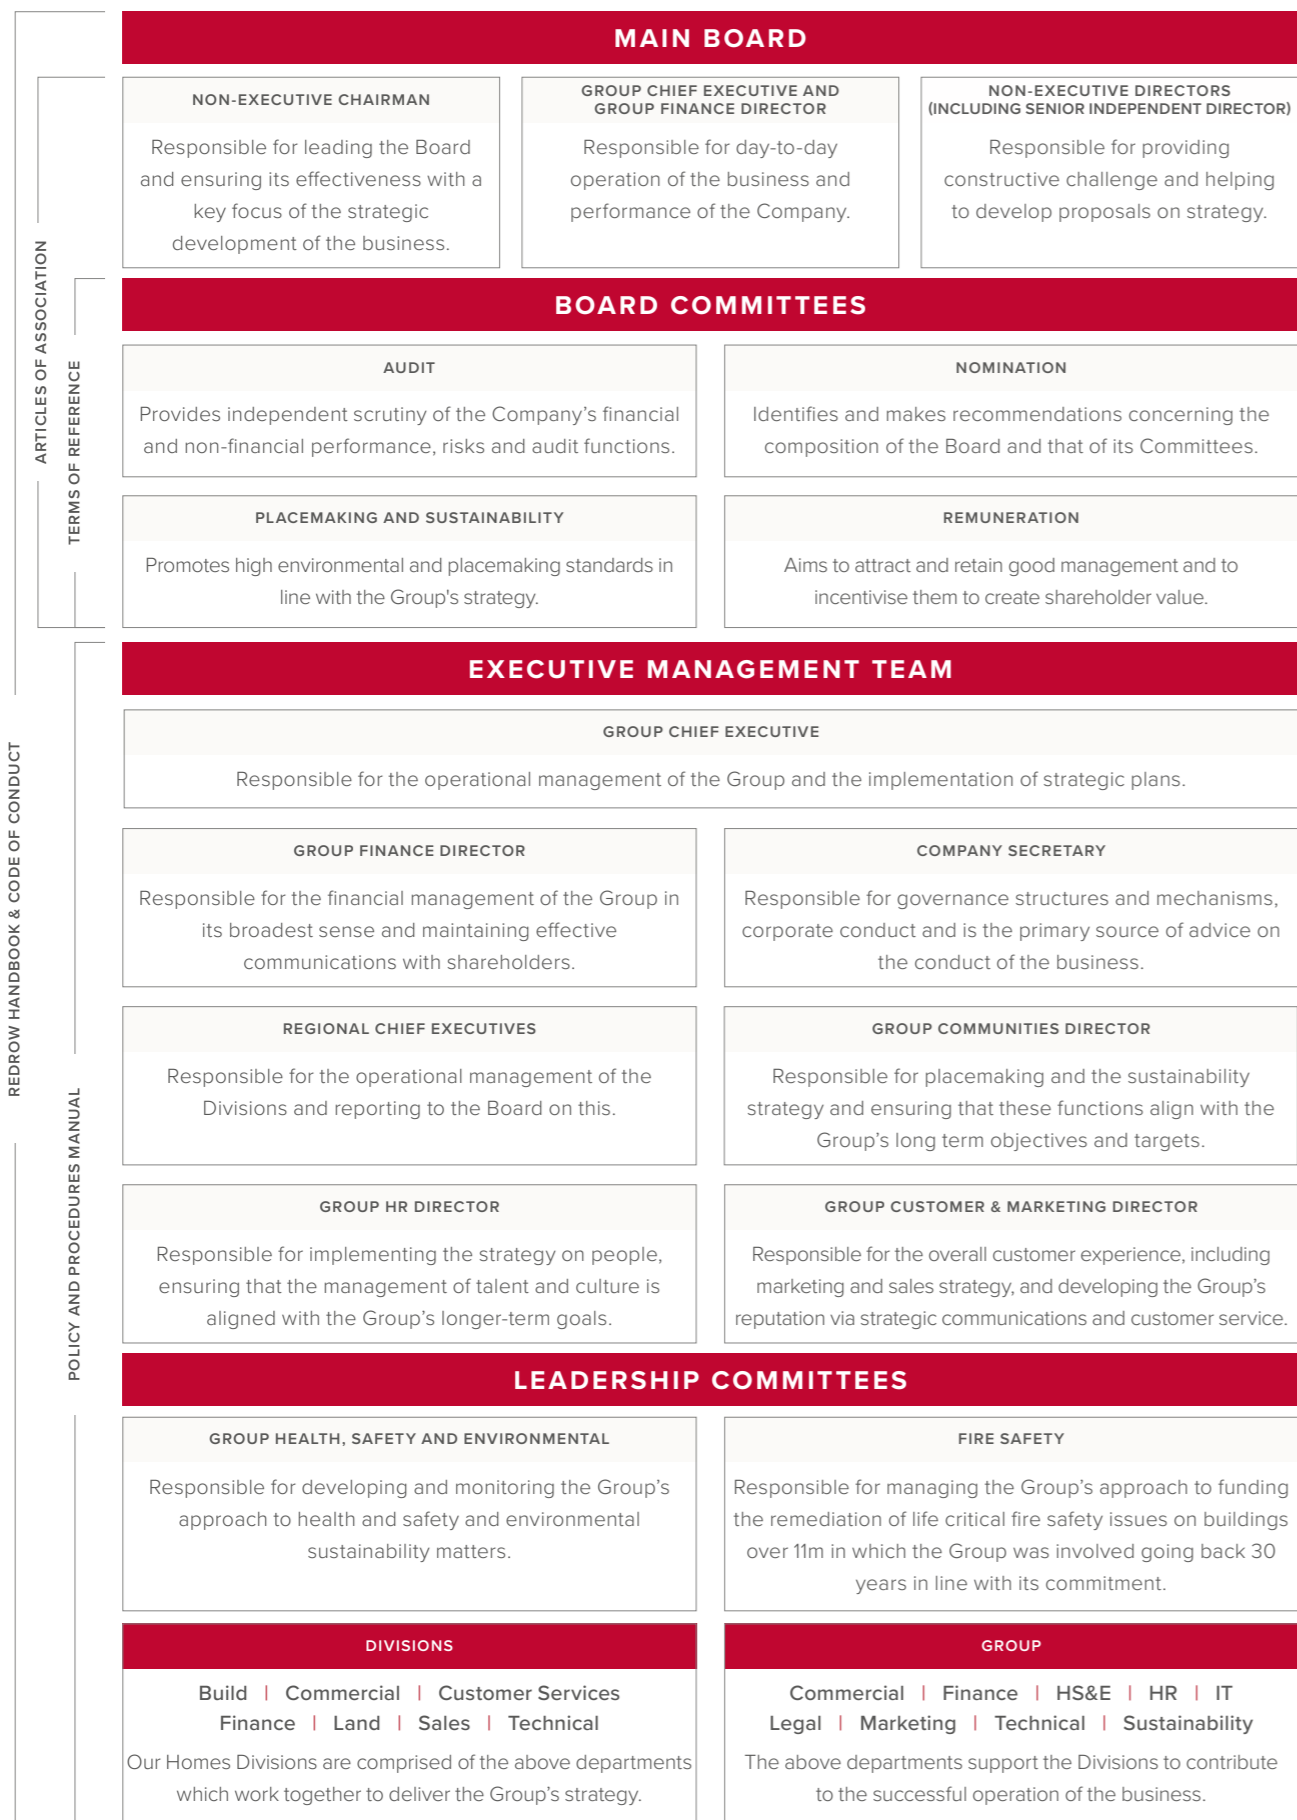 MAIN BOARD
NON-EXECUTIVE CHAIRMAN
Responsible for leading the Board
and ensuring its effectiveness with a
key focus of the strategic
development of the business.
GROUP CHIEF EXECUTIVE AND
GROUP FINANCE DIRECTOR
Responsible for day-to-day
operation of the business and
performance of the Company.
NON-EXECUTIVE DIRECTORS
(INCLUDING SENIOR INDEPENDENT DIRECTOR)
Responsible for providing
constructive challenge and helping
to develop proposals on strategy.
ARTICLES OF ASSOCIATION
TERMS OF REFERENCE
BOARD COMMITTEES
AUDIT
Provides independent scrutiny of the Company’s financial
and non-financial performance, risks and audit functions.
NOMINATION
Identifies and makes recommendations concerning the
composition of the Board and that of its Committees.
PLACEMAKING AND SUSTAINABILITY
Promotes high environmental and placemaking standards in
line with the Group's strategy.
REMUNERATION
Aims to attract and retain good management and to
incentivise them to create shareholder value.
REDROW HANDBOOK & CODE OF CONDUCT
POLICY AND PROCEDURES MANUAL
EXECUTIVE MANAGEMENT TEAM
GROUP CHIEF EXECUTIVE
Responsible for the operational management of the Group and the implementation of strategic plans.
GROUP FINANCE DIRECTOR
Responsible for the financial management of the Group in
its broadest sense and maintaining effective
communications with shareholders.
COMPANY SECRETARY
Responsible for governance structures and mechanisms,
corporate conduct and is the primary source of advice on
the conduct of the business.
REGIONAL CHIEF EXECUTIVES
Responsible for the operational management of the
Divisions and reporting to the Board on this.
GROUP COMMUNITIES DIRECTOR
Responsible for placemaking and the sustainability
strategy and ensuring that these functions align with the
Group’s long term objectives and targets.
GROUP HR DIRECTOR
Responsible for implementing the strategy on people,
ensuring that the management of talent and culture is
aligned with the Group’s longer-term goals.
GROUP CUSTOMER & MARKETING DIRECTOR
Responsible for the overall customer experience, including
marketing and sales strategy, and developing the Group’s
reputation via strategic communications and customer service.
LEADERSHIP COMMITTEES
GROUP HEALTH, SAFETY AND ENVIRONMENTAL
Responsible for developing and monitoring the Group’s
approach to health and safety and environmental
sustainability matters.
FIRE SAFETY
Responsible for managing the Group’s approach to funding
the remediation of life critical fire safety issues on buildings
over 11m in which the Group was involved going back 30
years in line with its commitment.
DIVISIONS
Build | Commercial | Customer Services
Finance | Land | Sales | Technical
Our Homes Divisions are comprised of the above departments
which work together to deliver the Group’s strategy.
GROUP
Commercial | Finance | HS&E | HR | IT
Legal | Marketing | Technical | Sustainability
The above departments support the Divisions to contribute
to the successful operation of the business.